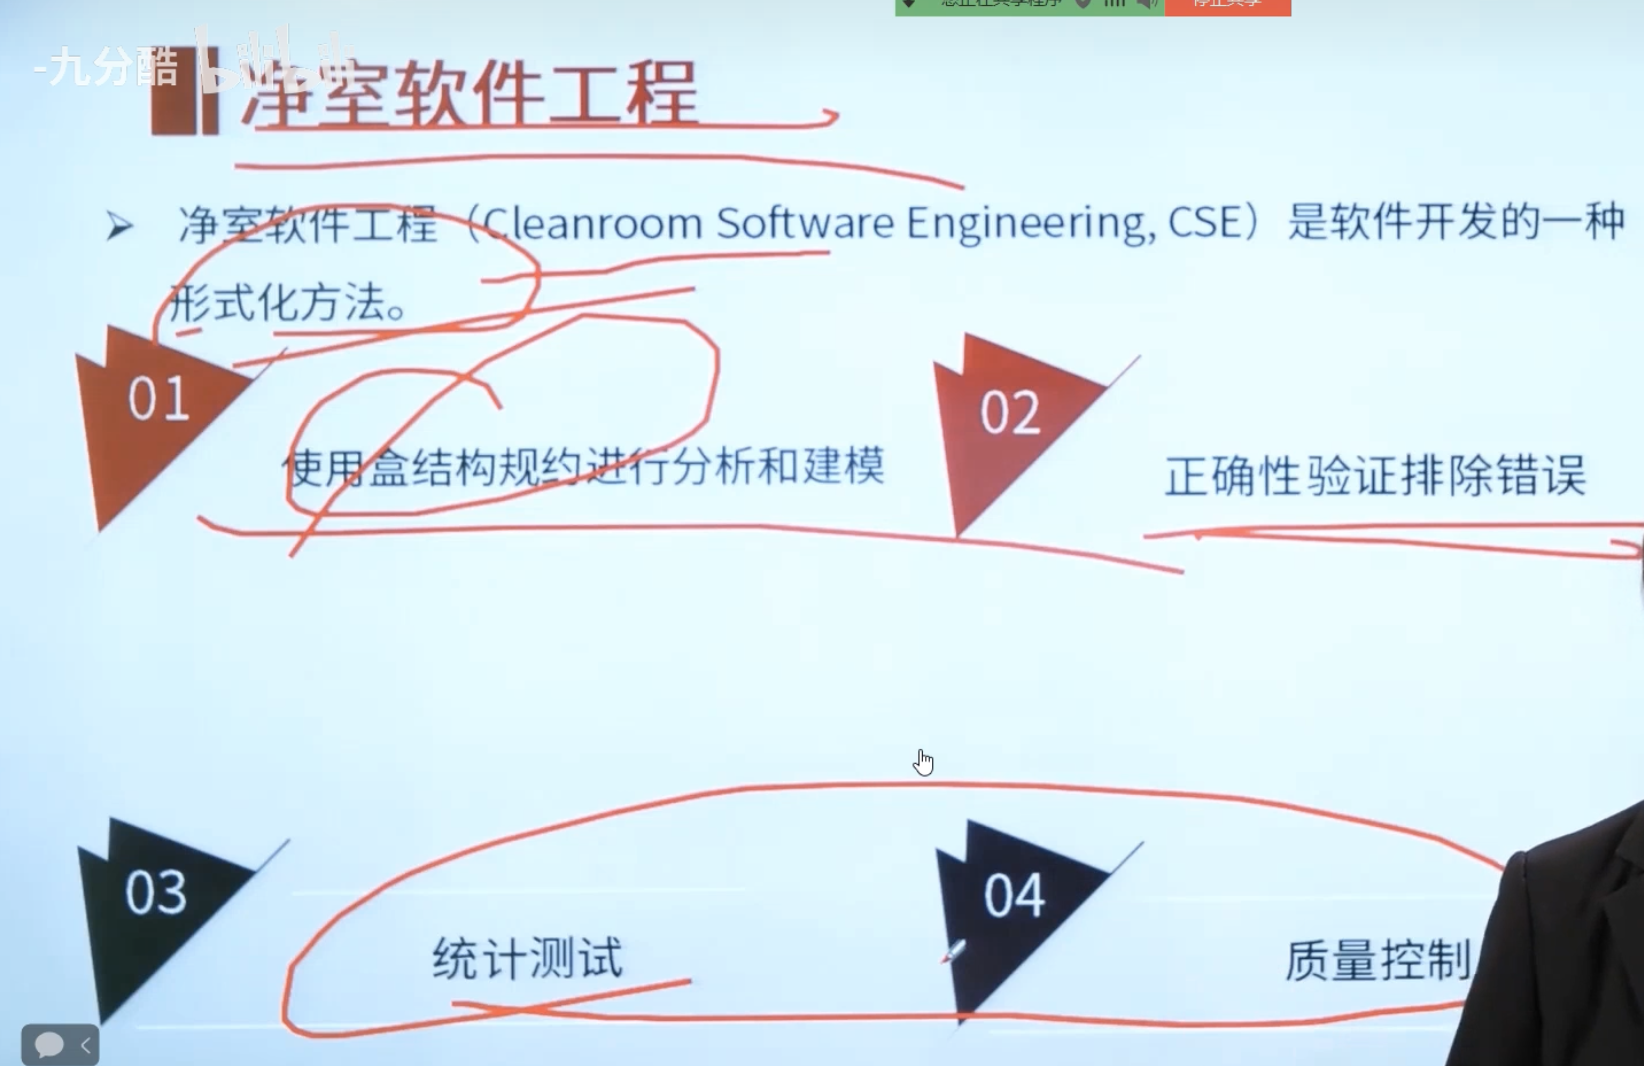 -九分酷 bilibili
净室软件工程
净室软件工程（Cleanroom Software Engineering, CSE）是软件开发的一种
形式化方法。
01
使用盒结构规约进行分析和建模
02
正确性验证排除错误
03
统计测试
04
质量控制